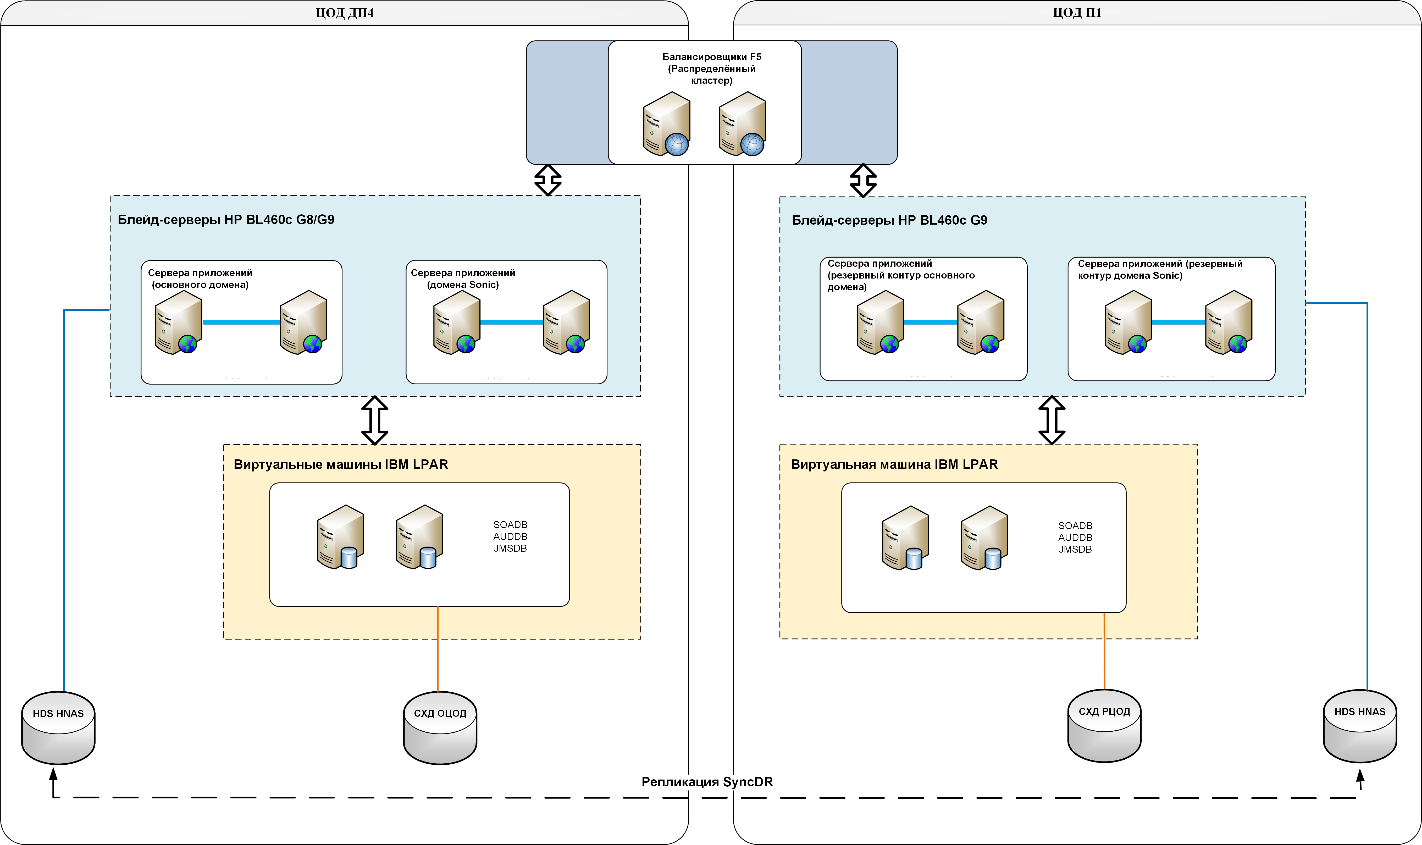 ЦОД ДП4
ЦОД П1
Балансировщики F5
(Распределённый
кластер)
Блейд-серверы HP BL460c G8/G9
Сервера приложений
(основного домена)
Сервера приложений
(домена Sonic)
Блейд-серверы HP BL460c G9
Сервера приложений
(резервный контур основного
домена)
Сервера приложений (резервный
контур домена Sonic)
Виртуальные машины IBM LPAR
SOADB
AUDDB
JMSDB
Виртуальная машина IBM LPAR
SOADB
AUDDB
JMSDB
HDS HNAS
СХД ОЦОД
СХД РЦОД
HDS HNAS
Репликация SyncDR